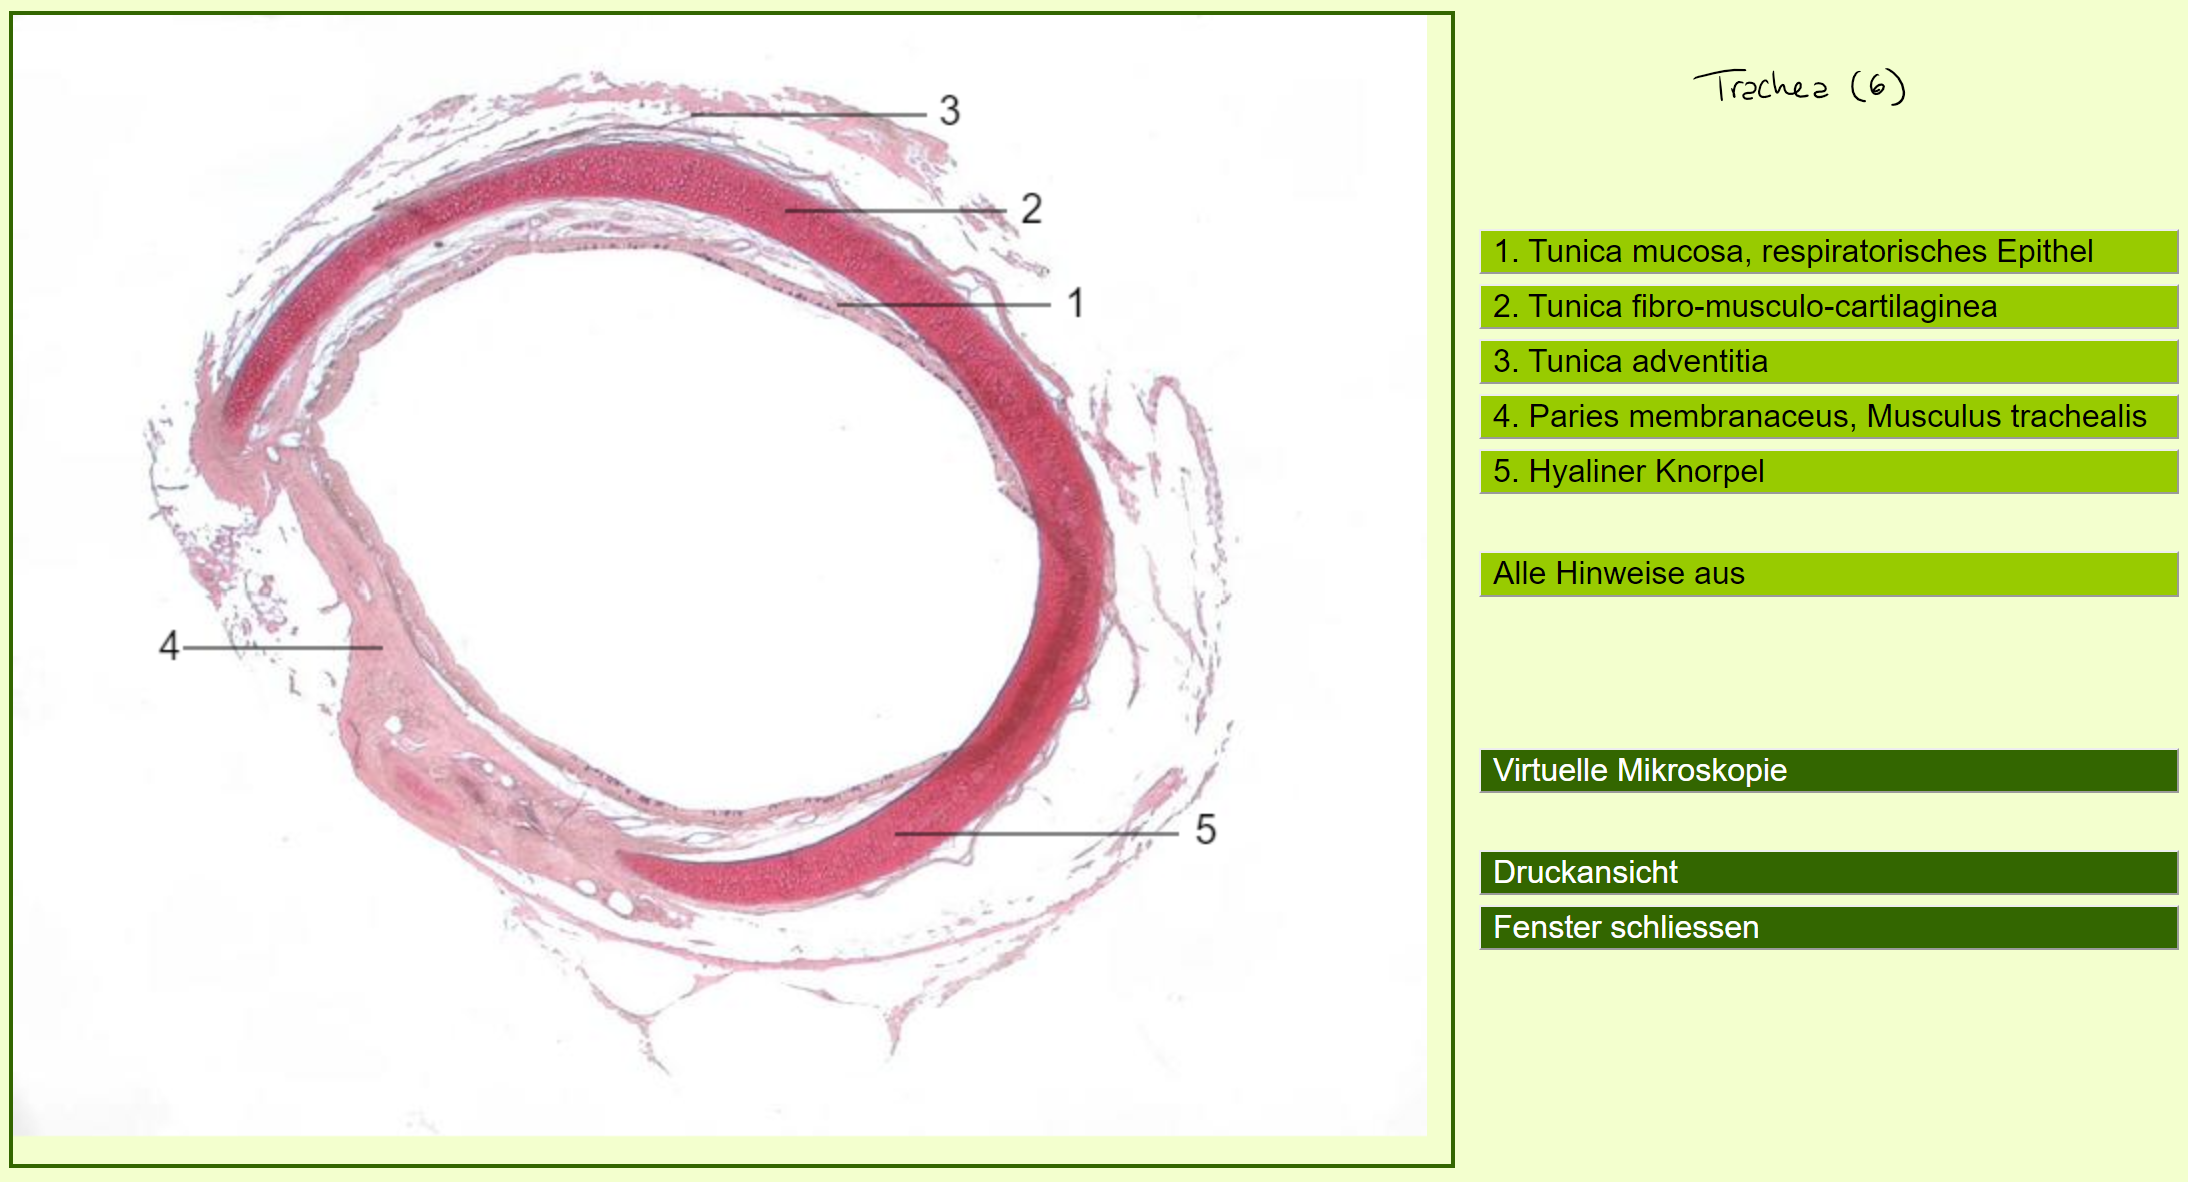 Trachea (6)
3
2
1
4
5
1. Tunica mucosa, respiratorisches Epithel
2. Tunica fibro-musculo-cartilaginea
3. Tunica adventitia
4. Paries membranaceus, Musculus trachealis
5. Hyaliner Knorpel
Alle Hinweise aus
Virtuelle Mikroskopie
Druckansicht
Fenster schliessen